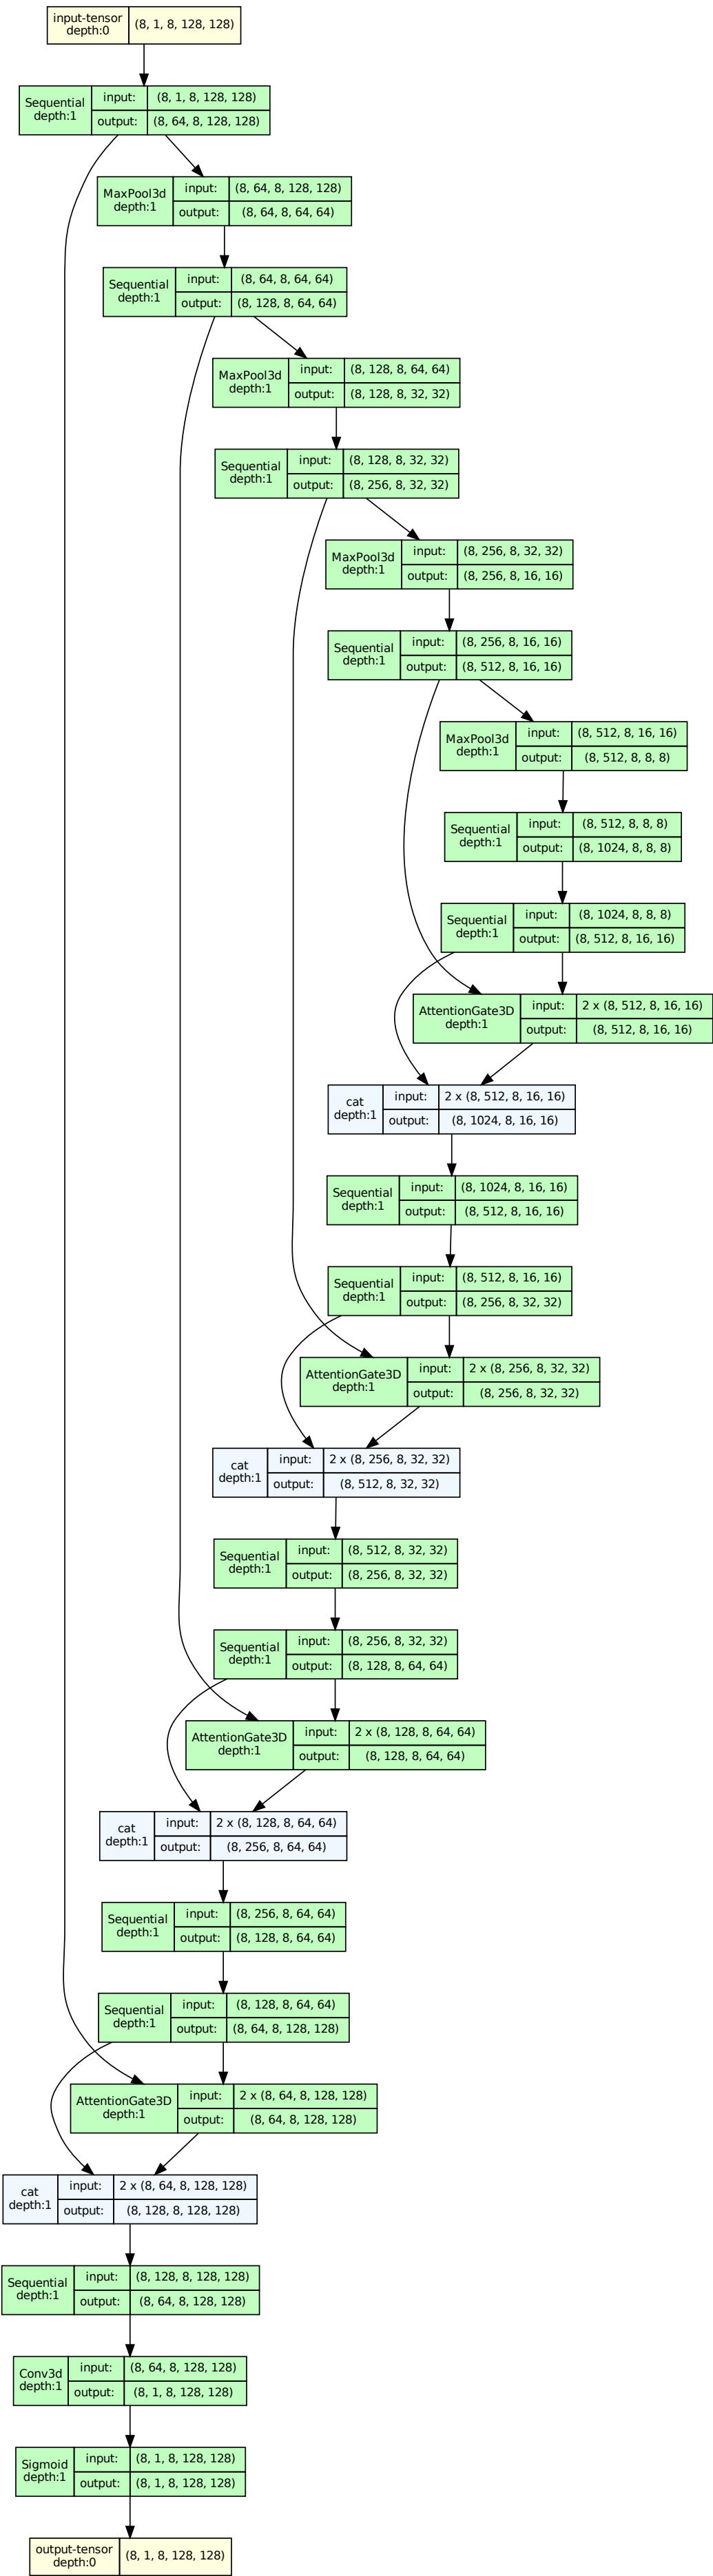 input-tensor
depth:0
(8, 1, 8, 128, 128)
Sequential
depth:1
input:
(8, 1, 8, 128, 128)
output:
(8, 64, 8, 128, 128)
MaxPool3d
depth:1
input:
(8, 64, 8, 128, 128)
output:
(8, 64, 8, 64, 64)
Sequential
depth:1
input:
(8, 64, 8, 64, 64)
output:
(8, 128, 8, 64, 64)
MaxPool3d
depth:1
input:
(8, 128, 8, 64, 64)
output:
(8, 128, 8, 32, 32)
Sequential
depth:1
input:
(8, 128, 8, 32, 32)
output:
(8, 256, 8, 32, 32)
MaxPool3d
depth:1
input:
(8, 256, 8, 32, 32)
output:
(8, 256, 8, 16, 16)
Sequential
depth:1
input:
(8, 256, 8, 16, 16)
output:
(8, 512, 8, 16, 16)
MaxPool3d
depth:1
input:
(8, 512, 8, 16, 16)
output:
(8, 512, 8, 8, 8)
Sequential
depth:1
input:
(8, 512, 8, 8, 8)
output:
(8, 1024, 8, 8, 8)
Sequential
depth:1
input:
(8, 1024, 8, 8, 8)
output:
(8, 512, 8, 16, 16)
AttentionGate3D
depth:1
input:
2 x (8, 512, 8, 16, 16)
output:
(8, 512, 8, 16, 16)
cat
depth:1
input:
2 x (8, 512, 8, 16, 16)
output:
(8, 1024, 8, 16, 16)
Sequential
depth:1
input:
(8, 1024, 8, 16, 16)
output:
(8, 512, 8, 16, 16)
Sequential
depth:1
input:
(8, 512, 8, 16, 16)
output:
(8, 256, 8, 32, 32)
AttentionGate3D
depth:1
input:
2 x (8, 256, 8, 32, 32)
output:
(8, 256, 8, 32, 32)
cat
depth:1
input:
2 x (8, 256, 8, 32, 32)
output:
(8, 512, 8, 32, 32)
Sequential
depth:1
input:
(8, 512, 8, 32, 32)
output:
(8, 256, 8, 32, 32)
Sequential
depth:1
input:
(8, 256, 8, 32, 32)
output:
(8, 128, 8, 64, 64)
AttentionGate3D
depth:1
input:
2 x (8, 128, 8, 64, 64)
output:
(8, 128, 8, 64, 64)
cat
depth:1
input:
2 x (8, 128, 8, 64, 64)
output:
(8, 256, 8, 64, 64)
Sequential
depth:1
input:
(8, 256, 8, 64, 64)
output:
(8, 128, 8, 64, 64)
Sequential
depth:1
input:
(8, 128, 8, 64, 64)
output:
(8, 64, 8, 128, 128)
AttentionGate3D
depth:1
input:
2 x (8, 64, 8, 128, 128)
output:
(8, 64, 8, 128, 128)
cat
depth:1
input:
2 x (8, 64, 8, 128, 128)
output:
(8, 128, 8, 128, 128)
Sequential
depth:1
input:
(8, 128, 8, 128, 128)
output:
(8, 64, 8, 128, 128)
Conv3d
depth:1
input:
(8, 64, 8, 128, 128)
output:
(8, 1, 8, 128, 128)
Sigmoid
depth:1
input:
(8, 1, 8, 128, 128)
output:
(8, 1, 8, 128, 128)
output-tensor
depth:0
(8, 1, 8, 128, 128)